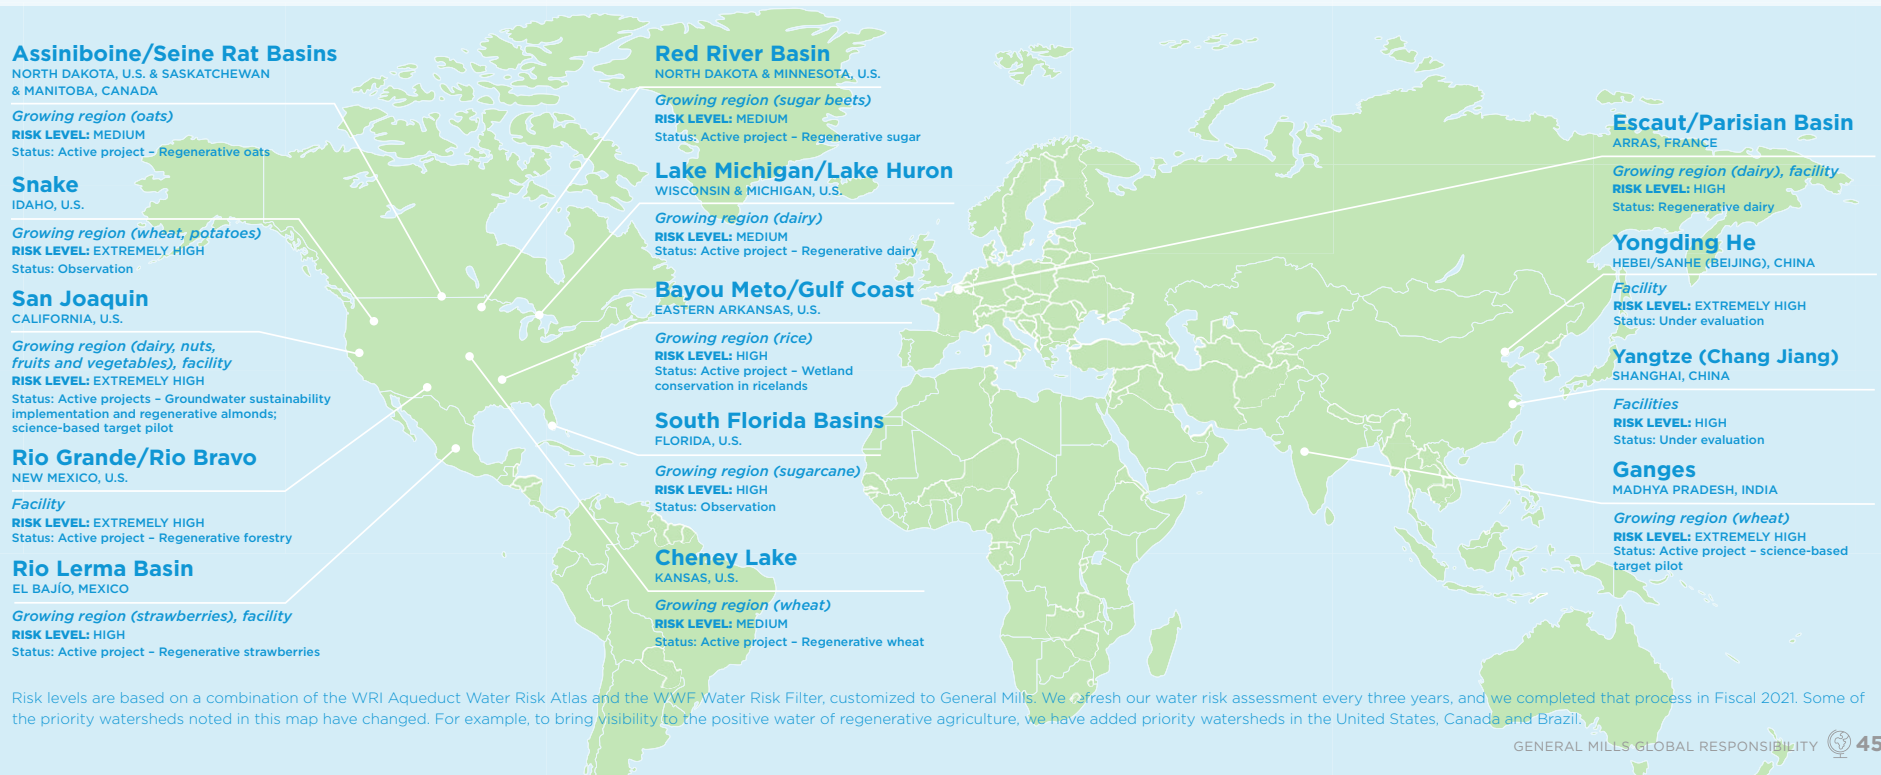 Assiniboine/Seine Rat Basins
NORTH DAKOTA, U.S. & SASKATCHEWAN
& MANITOBA, CANADA
Growing region (oats)
RISK LEVEL: MEDIUM
Status: Active project – Regenerative oats
Snake
IDAHO, U.S.
Growing region (wheat, potatoes)
RISK LEVEL: EXTREMELY HIGH
Status: Observation
San Joaquin
CALIFORNIA, U.S.
Growing region (dairy, nuts,
fruits and vegetables), facility
RISK LEVEL: EXTREMELY HIGH
Status: Active projects – Groundwater sustainability
implementation and regenerative almonds;
science-based target pilot
Rio Grande/Rio Bravo
NEW MEXICO, U.S.
Facility
RISK LEVEL: EXTREMELY HIGH
Status: Active project – Regenerative forestry
Rio Lerma Basin
EL BAJÍO, MEXICO
Growing region (strawberries), facility
RISK LEVEL: HIGH
Status: Active project – Regenerative strawberries
Red River Basin
NORTH DAKOTA & MINNESOTA, U.S.
Growing region (sugar beets)
RISK LEVEL: MEDIUM
Status: Active project – Regenerative sugar
Lake Michigan/Lake Huron
WISCONSIN & MICHIGAN, U.S.
Growing region (dairy)
RISK LEVEL: MEDIUM
Status: Active project – Regenerative dairy
Bayou Meto/Gulf Coast
EASTERN ARKANSAS, U.S.
Growing region (rice)
RISK LEVEL: HIGH
Status: Active project – Wetland
conservation in ricelands
South Florida Basins
FLORIDA, U.S.
Growing region (sugarcane)
RISK LEVEL: HIGH
Status: Observation
Cheney Lake
KANSAS, U.S.
Growing region (wheat)
RISK LEVEL: MEDIUM
Status: Active project – Regenerative wheat
Escaut/Parisian Basin
ARRAS, FRANCE
Growing region (dairy), facility
RISK LEVEL: HIGH
Status: Regenerative dairy
Yongding He
HEBEI/SANHE (BEIJING), CHINA
Facility
RISK LEVEL: EXTREMELY HIGH
Status: Under evaluation
Yangtze (Chang Jiang)
SHANGHAI, CHINA
Facilities
RISK LEVEL: HIGH
Status: Under evaluation
Ganges
MADHYA PRADESH, INDIA
Growing region (wheat)
RISK LEVEL: EXTREMELY HIGH
Status: Active project – science-based
target pilot
Risk levels are based on a combination of the WRI Aqueduct Water Risk Atlas and the WWF Water Risk Filter, customized to General Mills. We refresh our water risk assessment every three years, and we completed that process in Fiscal 2021. Some of
the priority watersheds noted in this map have changed. For example, to bring visibility to the positive water of regenerative agriculture, we have added priority watersheds in the United States, Canada and Brazil.
GENERAL MILLS GLOBAL RESPONSIBILITY 45